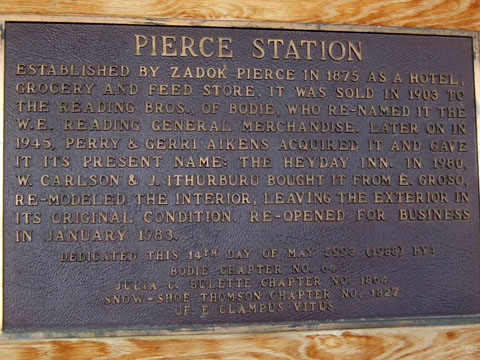 PIERCE STATION
ESTABLISHED BY ZADOK PIERCE IN 1875 AS A HOTEL,
GROCERY AND FEED STORE. IT WAS SOLD IN 1903 TO
THE READING BROS., OF BODIE, WHO RE-NAMED IT THE
W.E. READING GENERAL MERCHANDISE. LATER ON IN
1945, PERRY & GERRI AIKENS ACQUIRED IT AND GAVE
IT ITS PRESENT NAME: THE HEYDAY INN. IN 1980,
W. CARLSON & J. ITHURBURU BOUGHT IT FROM E. GROSO,
RE-MODELED THE INTERIOR, LEAVING THE EXTERIOR IN
ITS ORIGINAL CONDITION. RE-OPENED FOR BUSINESS
IN JANUARY 1983.
DEDICATED THIS 14TH DAY OF MAY 5993 (1988) BY:
BODIE CHAPTER NO. 64
JULIA C. BULETTE CHAPTER NO. 1864
SNOW-SHOE THOMSON CHAPTER NO. 1827
OF E CLAMPUS VITUS